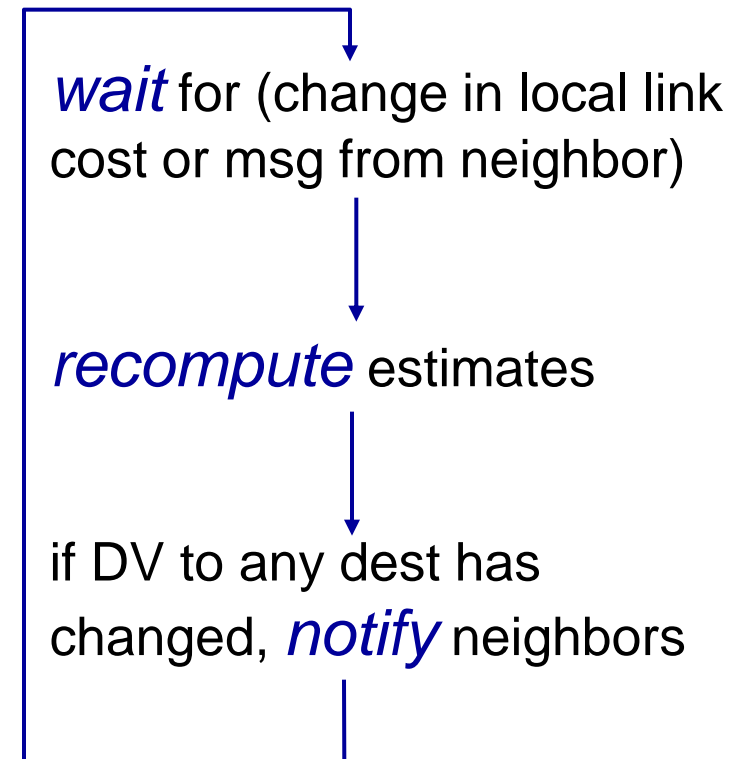 wait for (change in local link
cost or msg from neighbor)
recompute estimates
if DV to any dest has
changed, notify neighbors